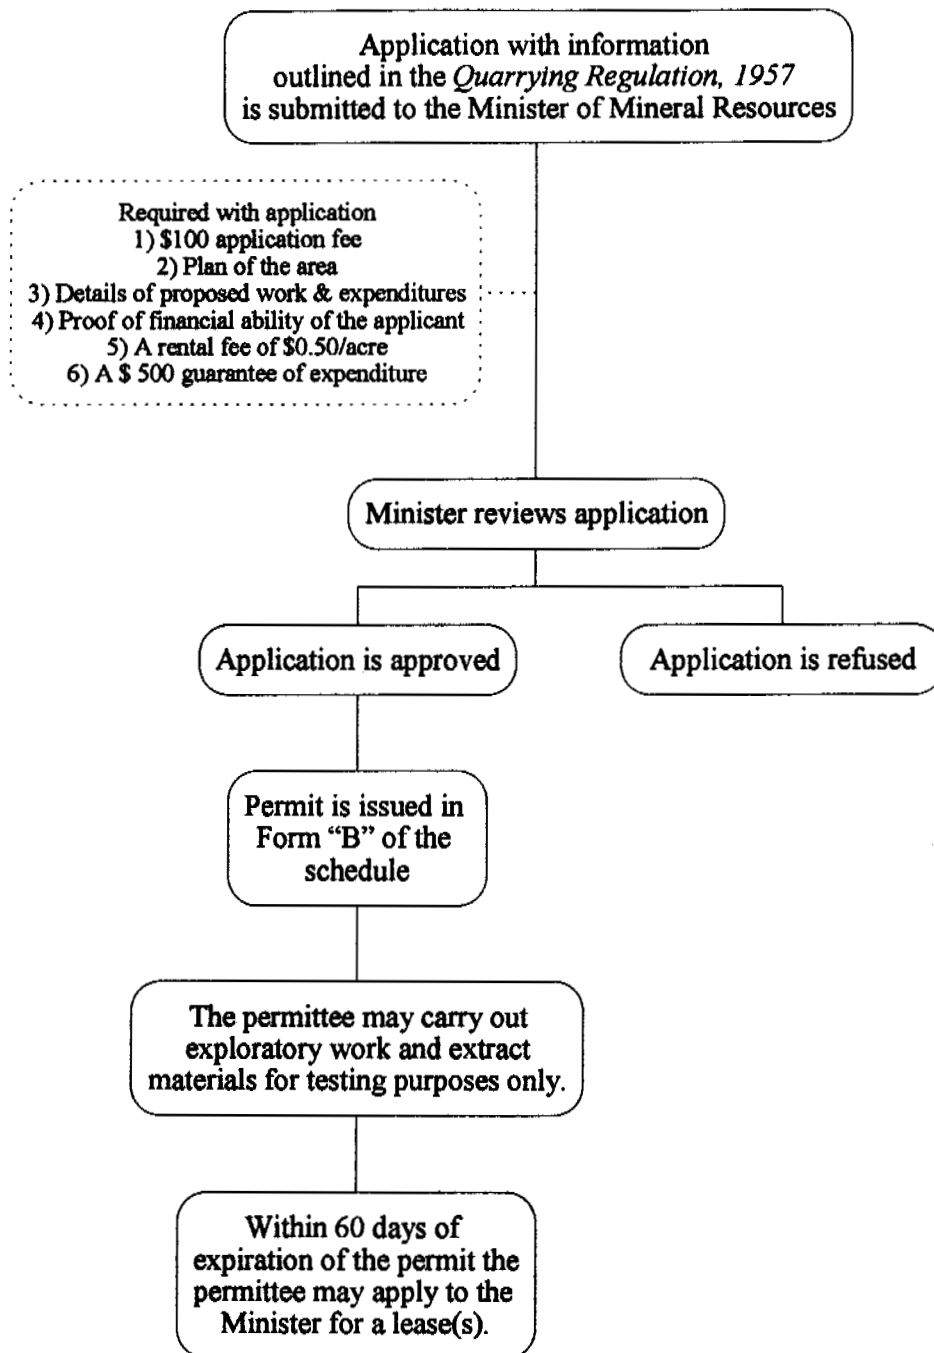 Application with information
outlined in the Quarrying Regulation, 1957
is submitted to the Minister of Mineral Resources
Required with application
1) $100 application fee
2) Plan of the area
3) Details of proposed work & expenditures
4) Proof of financial ability of the applicant
5) A rental fee of $0.50/acre
6) A $ 500 guarantee of expenditure
Minister reviews application
Application is approved
Application is refused
Permit is issued in
Form “B” of the
schedule
The permittee may carry out
exploratory work and extract
materials for testing purposes only.
Within 60 days of
expiration of the permit the
permittee may apply to the
Minister for a lease(s).